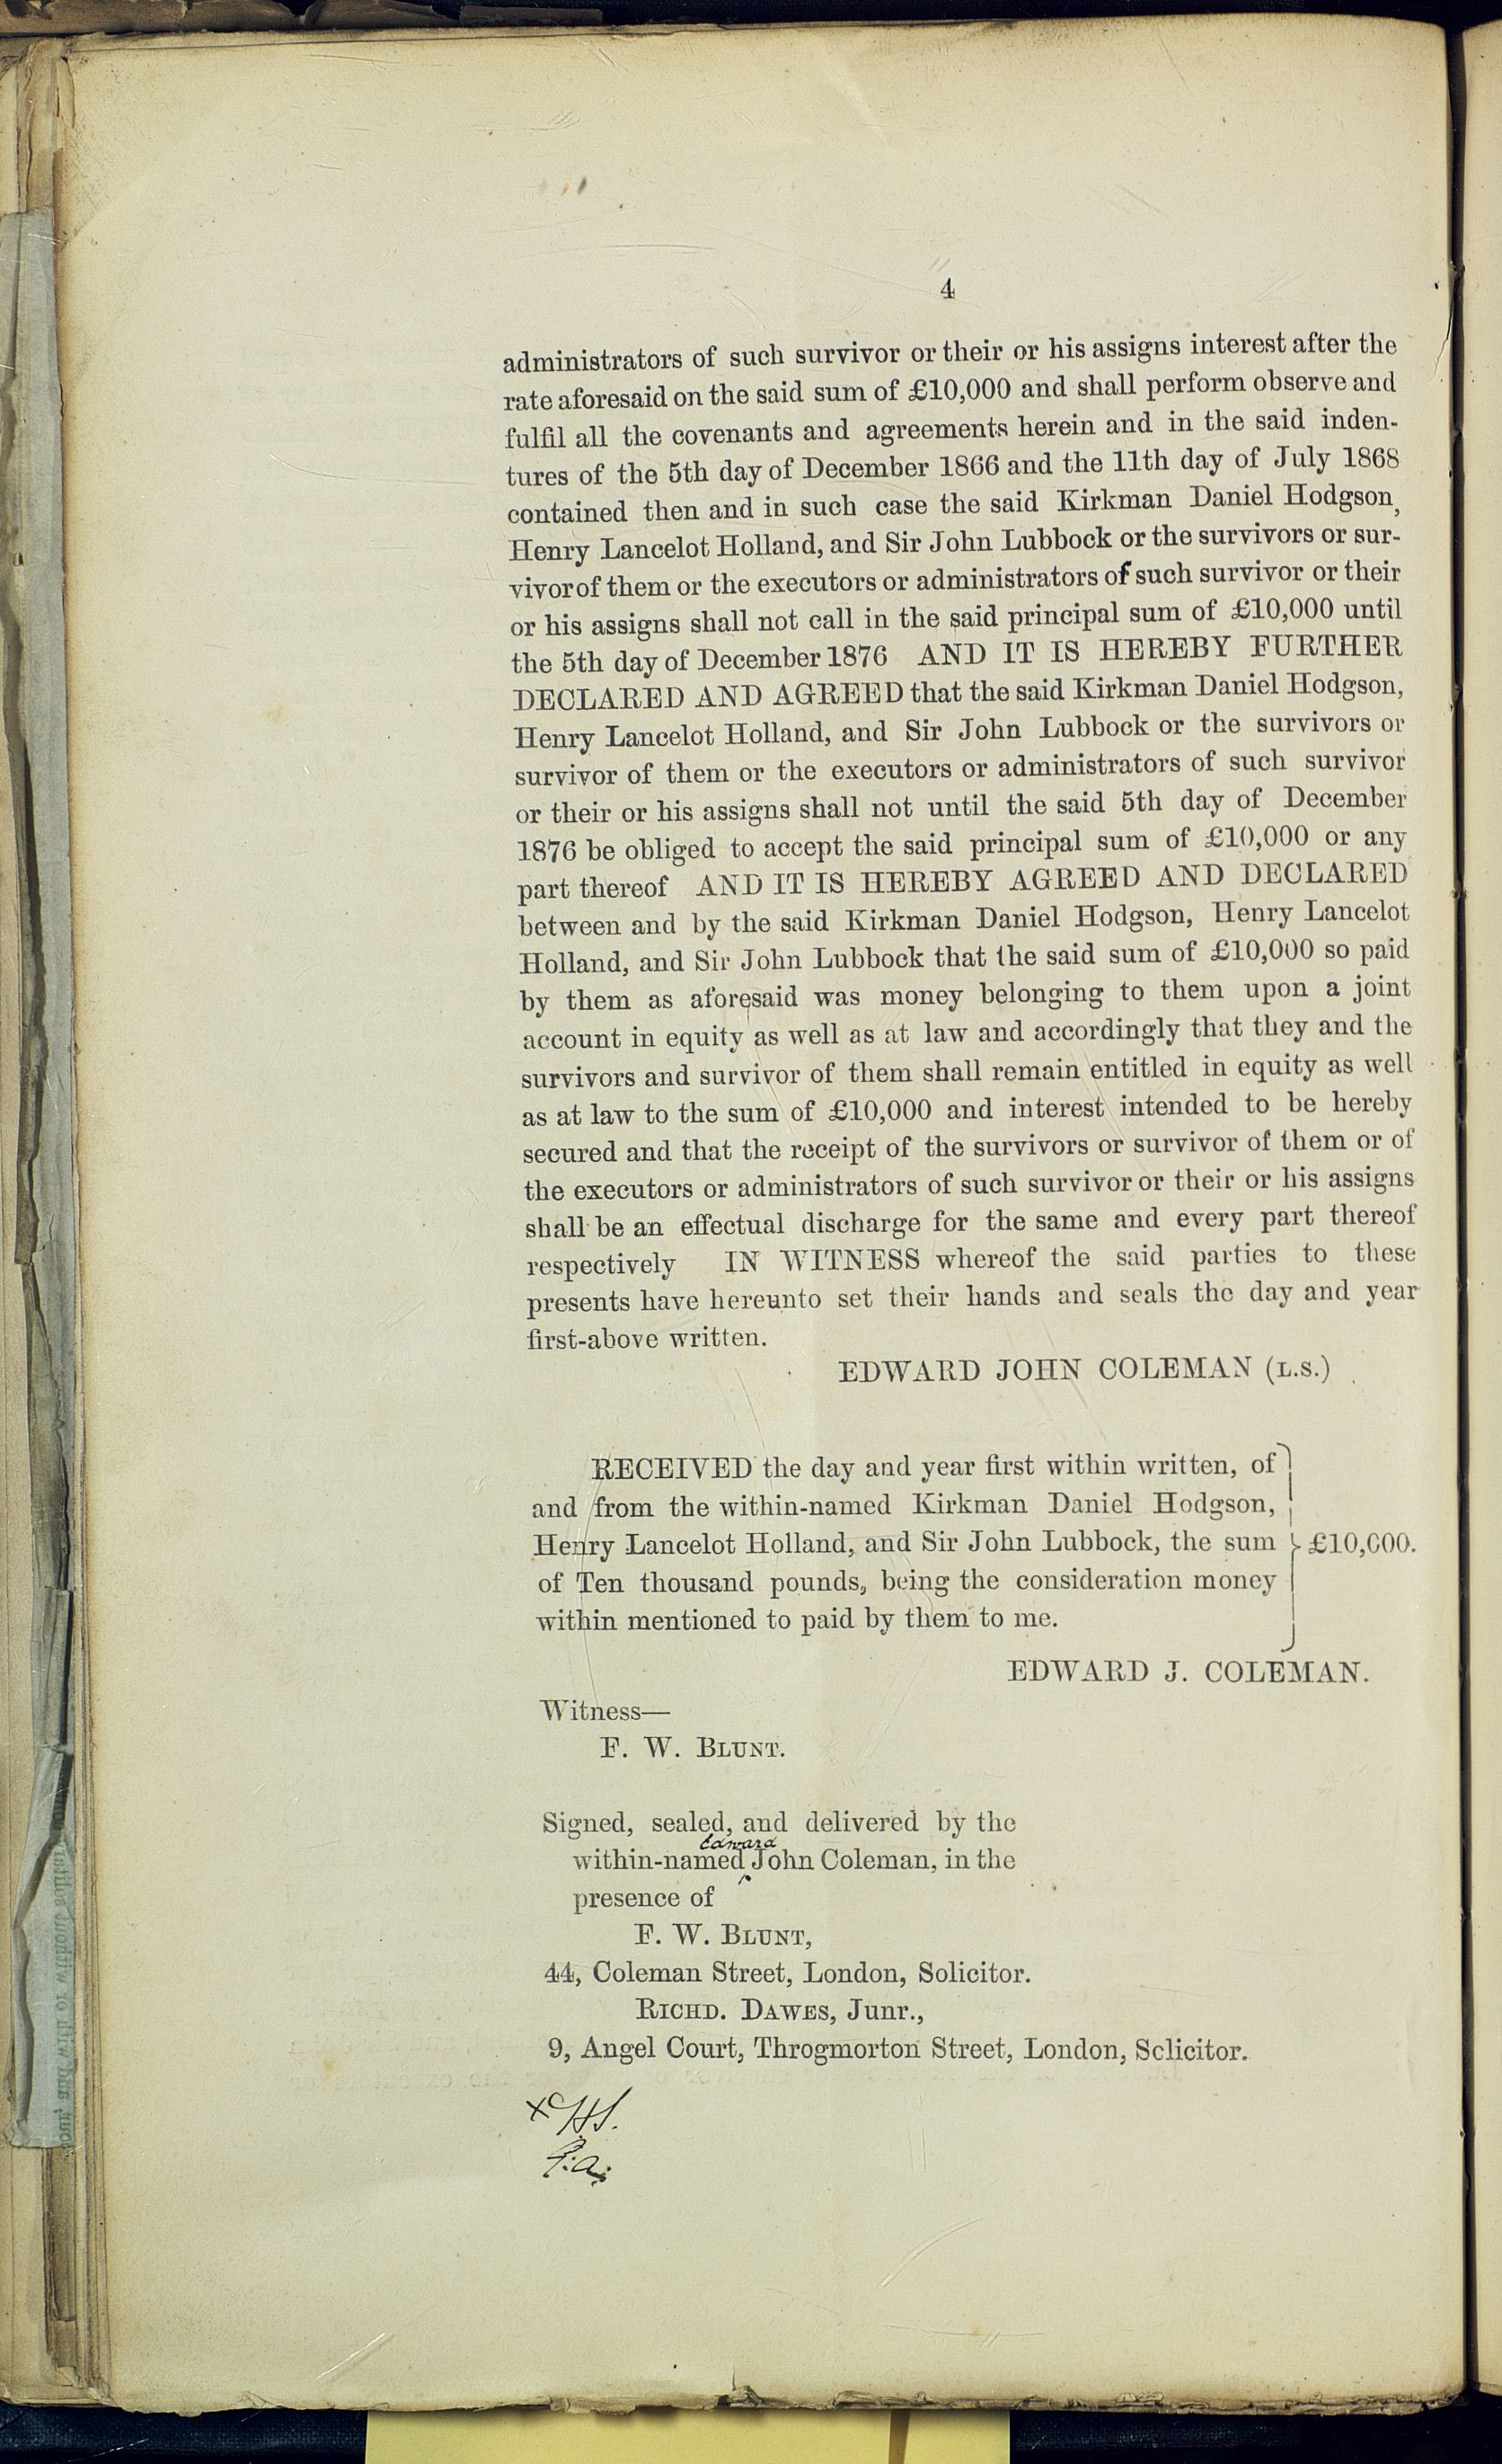 4
administrators of such survivor or their or his assigns interest after the
rate aforesaid on the said sum of £10,000 and shall perform observe and
fulfil all the covenants and agreements herein and in the said inden-
tures of the 5th day of December 1866 and the 11th day of July 1868
contained then and in such case the said Kirkman Daniel Hodgson,
Henry Lancelot Holland, and Sir John Lubbock or the survivors or sur-
vivor of them or the executors or administrators of such survivor or their
or his assigns shall not call in the said principal sum of £10,000 until
the 5th day of December 1876 AND IT IS HEREBY FURTHER
DECLARED AND AGREED that the said Kirkman Daniel Hodgson,
Henry Lancelot Holland, and Sir John Lubbock or the survivors or
survivor of them or the executors or administrators of such survivor
or their or his assigns shall not until the said 5th day of December
1876 be obliged to accept the said principal sum of £10,000 or any
part thereof AND IT IS HEREBY AGREED AND DECLARED
between and by the said Kirkman Daniel Hodgson, Henry Lancelot
Holland, and Sir John Lubbock that the said sum of £10,000 so paid
by them as aforesaid was money belonging to them upon a joint
account in equity as well as at law and accordingly that they and the
survivors and survivor of them shall remain entitled in equity as well
as at law to the sum of £10,000 and interest intended to be hereby
secured and that the receipt of the survivors or survivor of them or of
the executors or administrators of such survivor or their or his assigns
shall be an effectual discharge for the same and every part thereof
respectively IN WITNESS whereof the said parties to these
presents have hereunto set their hands and seals the day and year
first-above written.
EDWARD JOHN COLEMAN (L.S.)
RECEIVED the day and year first within written, of
and from the within-named Kirkman Daniel Hodgson,
Henry Lancelot Holland, and Sir John Lubbock, the sum £10,000.
of Ten thousand pounds, being the consideration money
within mentioned to paid by them to me.
EDWARD J. COLEMAN.
Witness—
F. W. BLUNT.
Signed, sealed, and delivered by the
Edward
within-named John Coleman, in the
presence of
F. W. BLUNT,
44, Coleman Street, London, Solicitor.
RICHD. DAWES, Junr.,
9, Angel Court, Throgmorton Street, London, Solicitor.